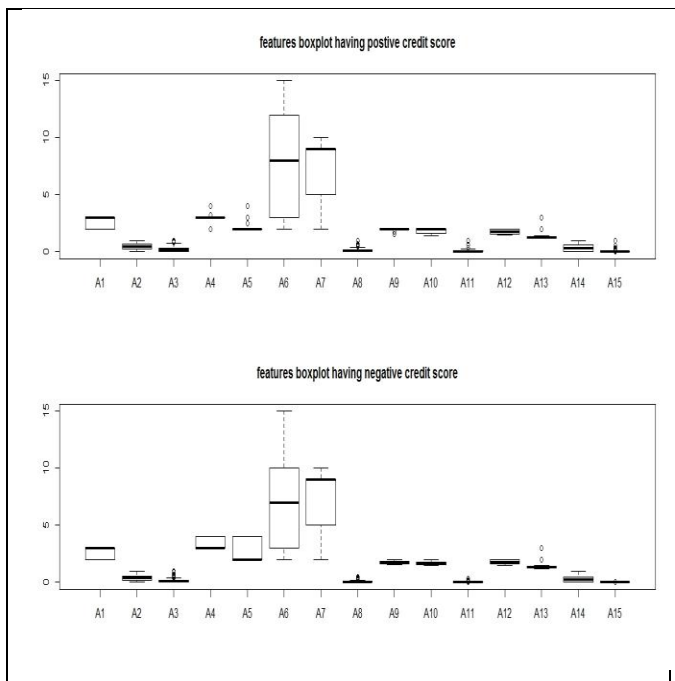 features boxplot having postive credit score
15
10
5
0
A1 A2 A3 A4 A5 A6 A7 A8 A9 A10 A11 A12 A13 A14 A15
features boxplot having negative credit score
15
10
5
0
A1 A2 A3 A4 A5 A6 A7 A8 A9 A10 A11 A12 A13 A14 A15